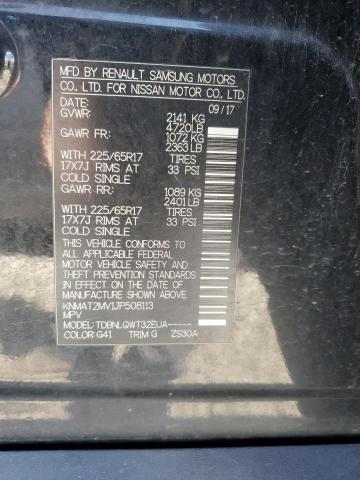 MFD BY RENAULT SAMSUNG MOTORS
CO. LTD. FOR NISSAN MOTOR CO., LTD.
DATE: 09/17
GVWR: 2141 KG
4720LB
GAWR FR: 1072 KG
2363 LB
WITH 225/65R17 TIRES
17X7J RIMS AT 33 PSI
COLD SINGLE
GAWR RR: 1089 KG
2401 LB
WITH 225/65R17 TIRES
17X7J RIMS AT 33 PSI
COLD SINGLE
THIS VEHICLE CONFORMS TO
ALL APPLICABLE FEDERAL
MOTOR VEHICLE SAFETY,
BUMPER, AND THEFT
PREVENTION STANDARDS
IN EFFECT ON THE DATE OF
MANUFACTURE SHOWN ABOVE.
KNMAT2MV1JP508113
MPV
MODEL: TDBNLQWT32EUA-----
COLOR: G41 TRIM G ZS30A